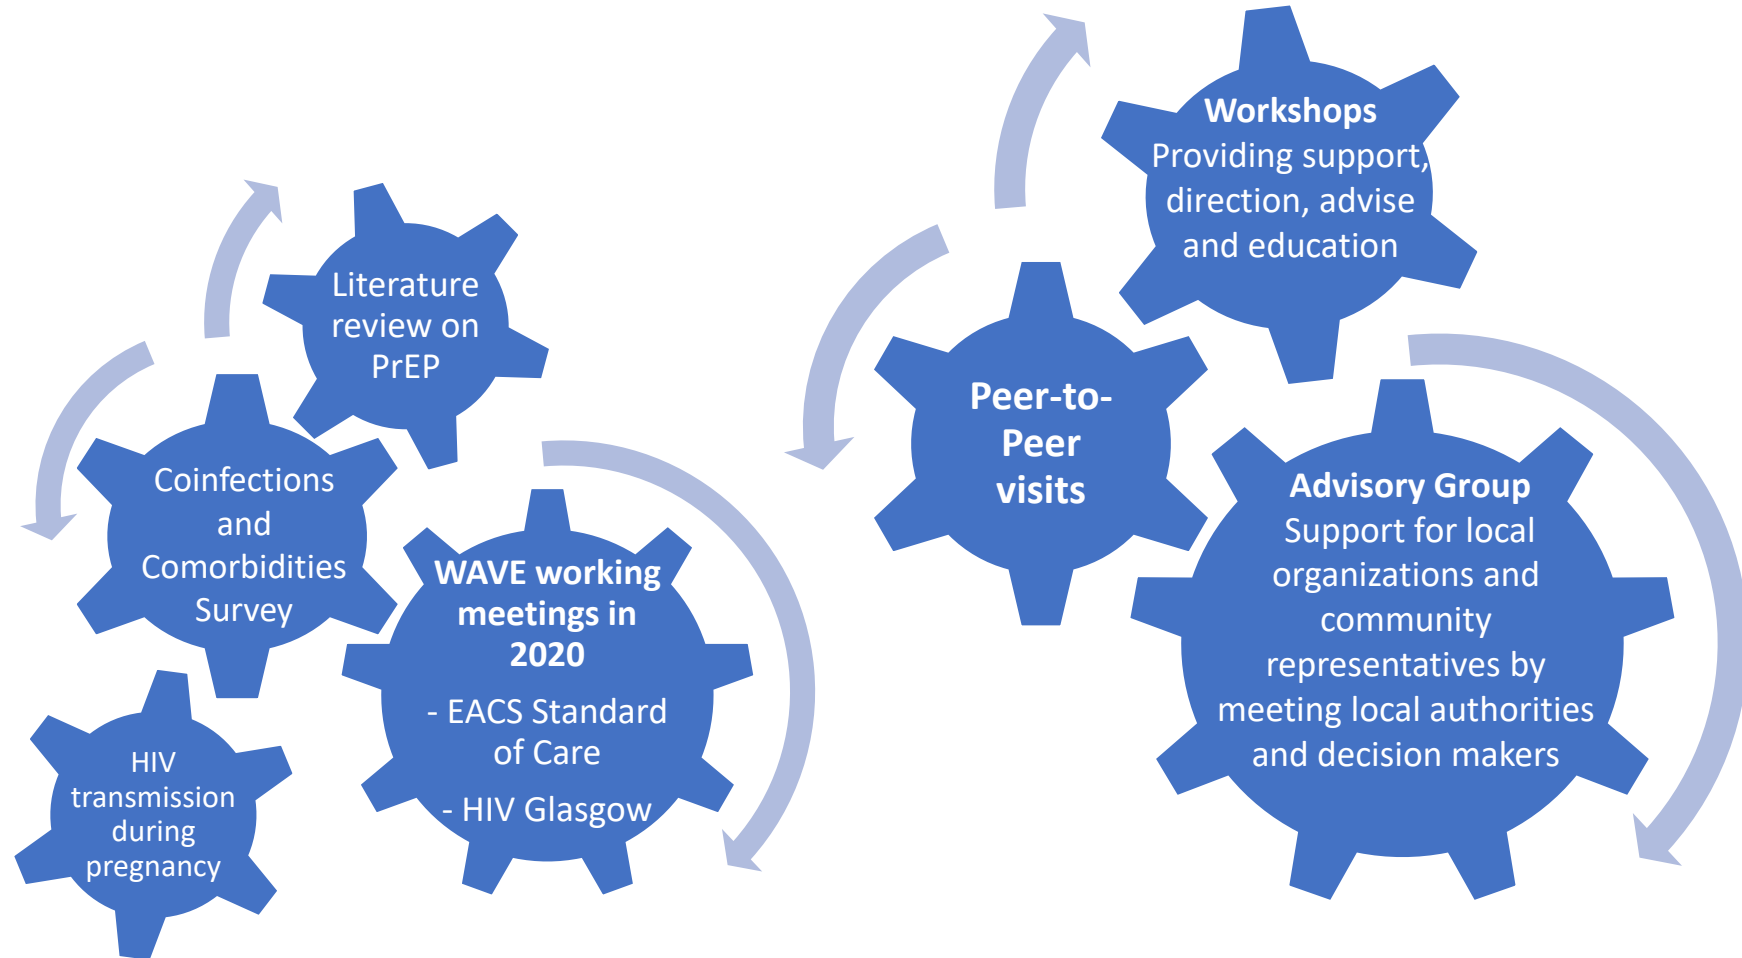 Literature
review on
PrEP
Coinfections
and
Comorbidities
Survey
HIV
transmission
during
pregnancy
WAVE working
meetings in
2020
- EACS Standard
of Care
- HIV Glasgow
Workshops
Providing support,
direction, advise
and education
Peer-to-
Peer
visits
Advisory Group
Support for local
organizations and
community
representatives by
meeting local authorities
and decision makers